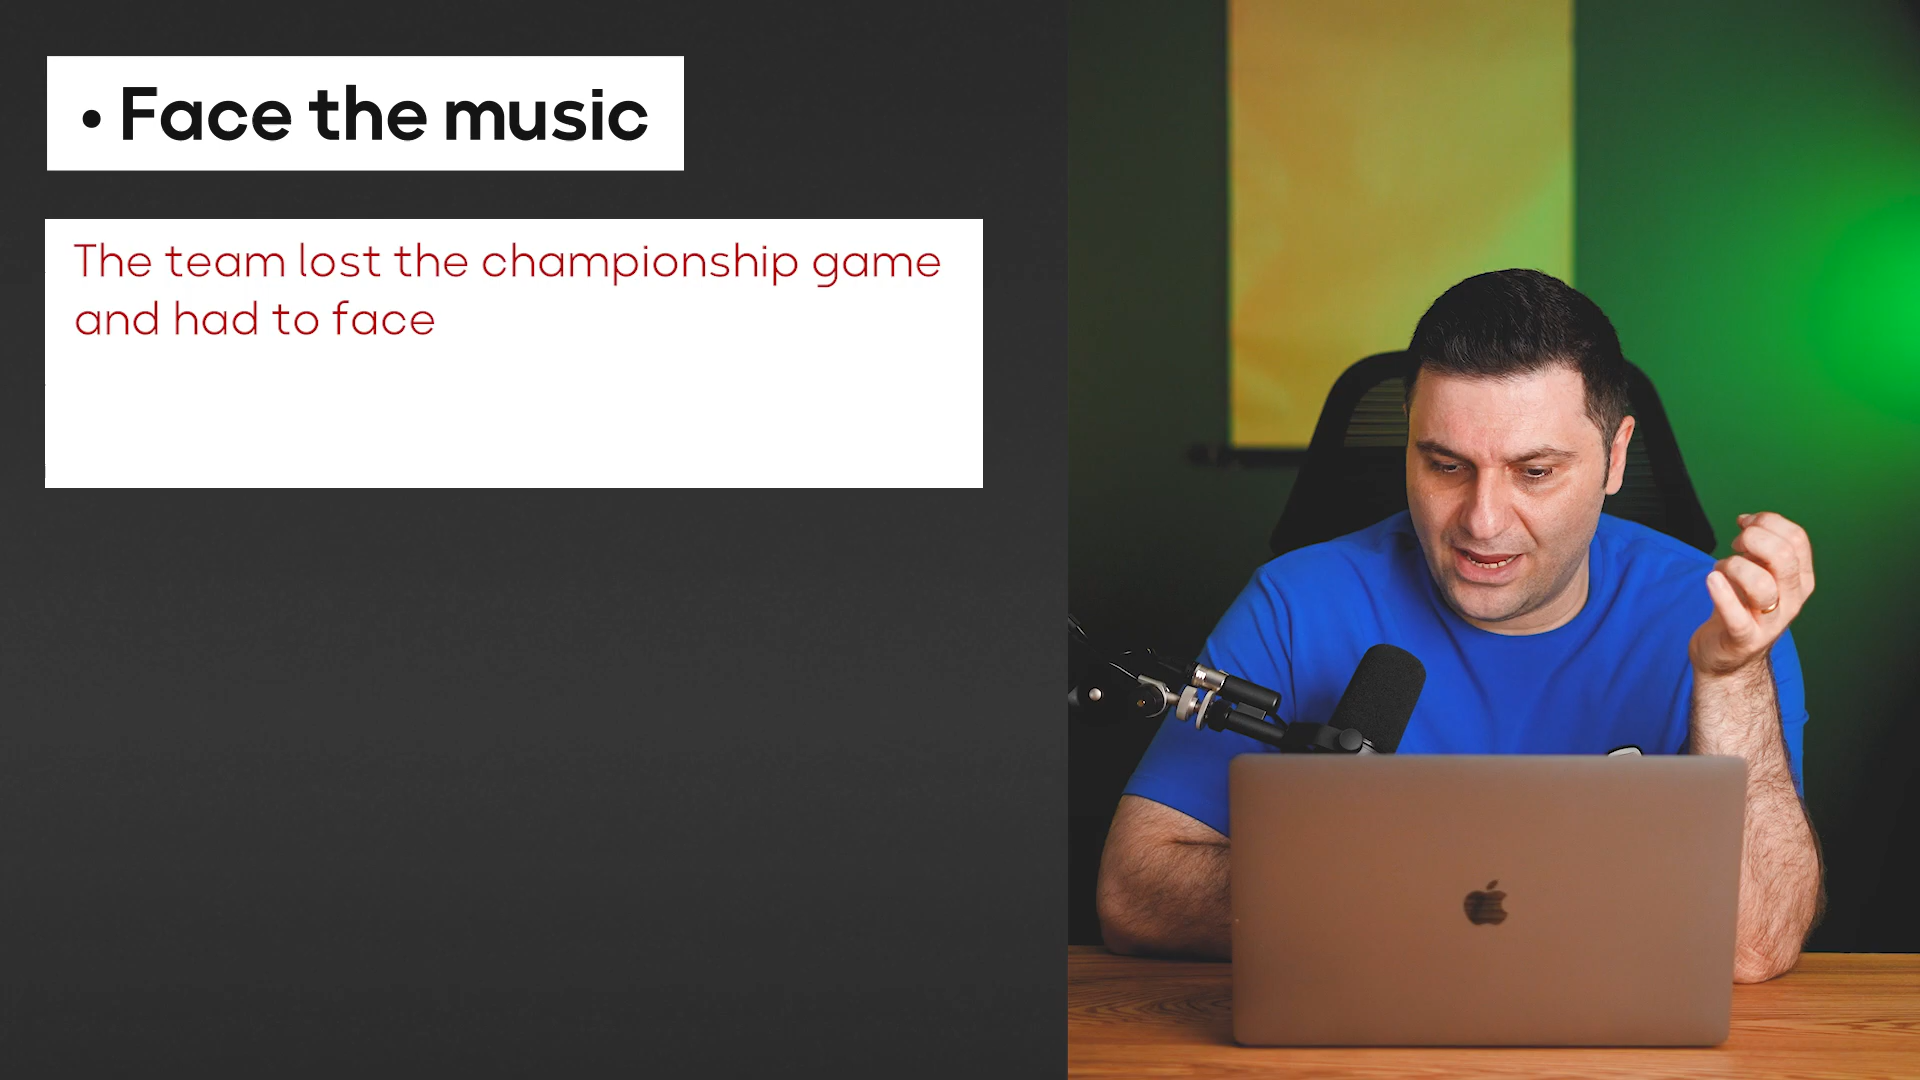 • Face the music
The team lost the championship game
and had to face